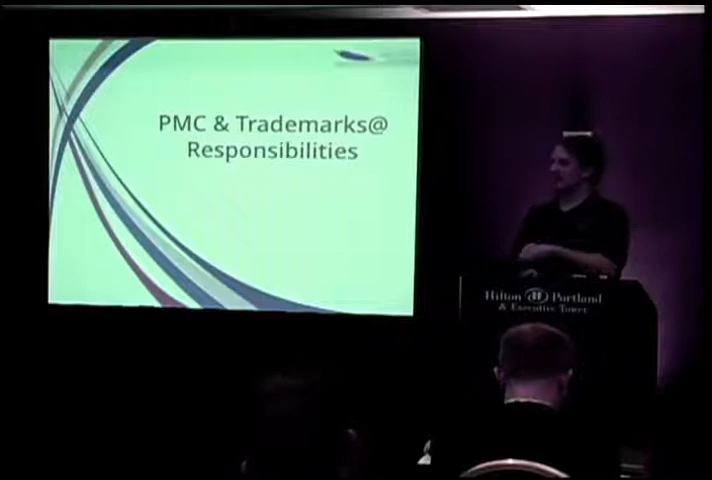 PMC & Trademarks@
Responsibilities
Hilton Portland
& Executive Tower